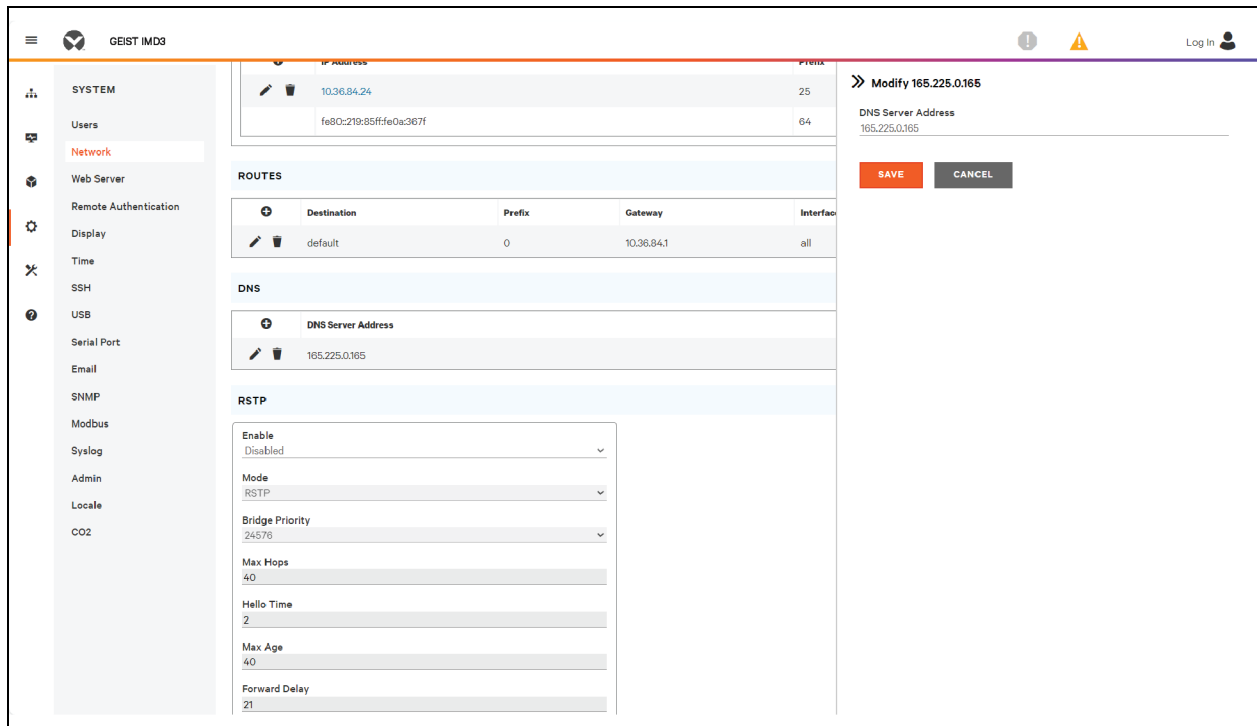 GEIST IMD3
Log In
SYSTEM
Users
Network
Web Server
Remote Authentication
Display
Time
SSH
USB
Serial Port
Email
SNMP
Modbus
Syslog
Admin
Locale
CO2
IP Address Prefix
10.36.84.24 25
fe80::219:85ff:fe0a:367f 64
ROUTES
Destination Prefix Gateway Interfac
default 0 10.36.84.1 all
DNS
DNS Server Address
165.225.0.165
RSTP
Enable
Disabled
Mode
RSTP
Bridge Priority
24576
Max Hops
40
Hello Time
2
Max Age
40
Forward Delay
21
Modify 165.225.0.165
DNS Server Address
165.225.0.165
SAVE CANCEL